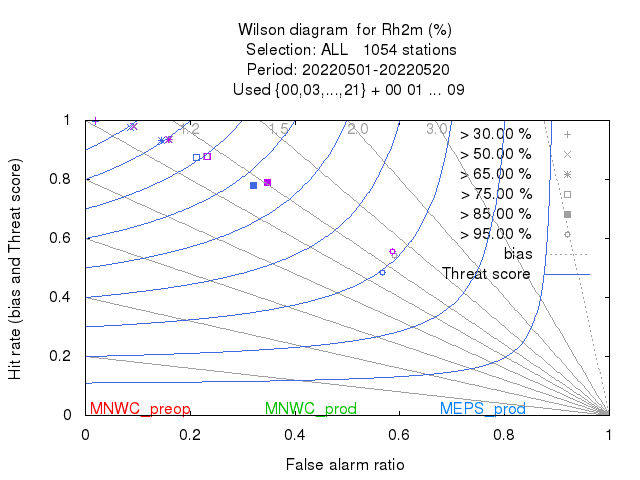 Wilson diagram for Rh2m (%)
Selection: ALL 1054 stations
Period: 20220501-20220520
Used {00,03,...,21} + 00 01 ... 09
1
0.8
0.6
0.4
0.2
0
Hit rate (bias and Threat score)
1.2 1.5 2.0 3.0
> 30.00 %
> 50.00 %
> 65.00 %
> 75.00 %
> 85.00 %
> 95.00 %
bias
Threat score
MNWC_preop MNWC_prod MEPS_prod
0 0.2 0.4 0.6 0.8 1
False alarm ratio